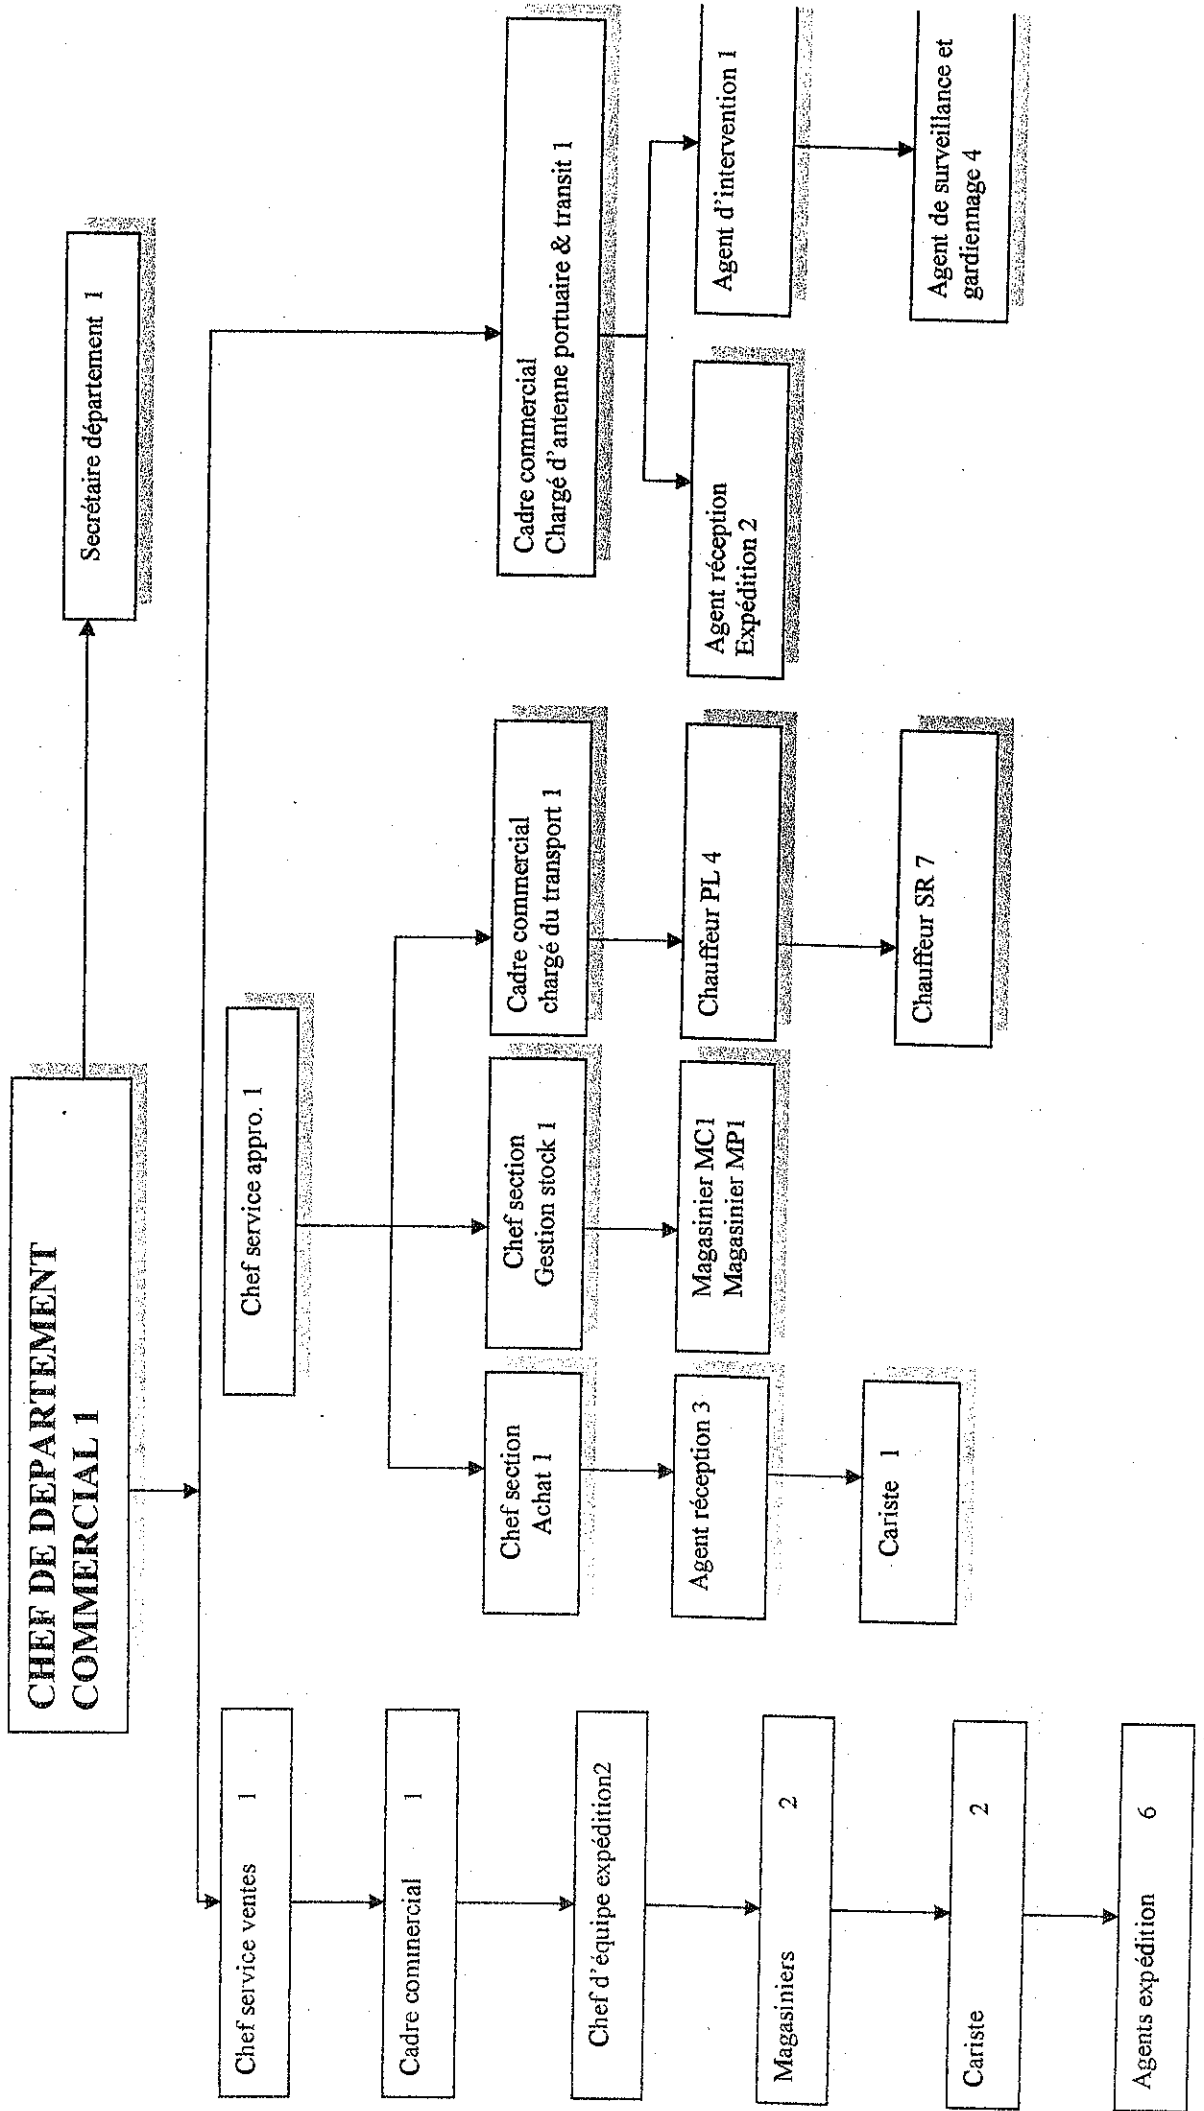 CHEF DE DEPARTEMENT
COMMERCIAL 1
Secrétaire département 1
Chef service ventes 1
Cadre commercial 1
Chef d'équipe expédition2
Magasiniers 2
Cariste 2
Agents expédition 6
Chef service appro. 1
Chef section
Achat 1
Agent réception 3
Cariste 1
Chef section
Gestion stock 1
Magasinier MC1
Magasinier MP1
Cadre commercial
chargé du transport 1
Chauffeur PL 4
Chauffeur SR 7
Cadre commercial
Chargé d'antenne portuaire & transit 1
Agent réception
Expédition 2
Agent d'intervention 1
Agent de surveillance et
gardiennage 4